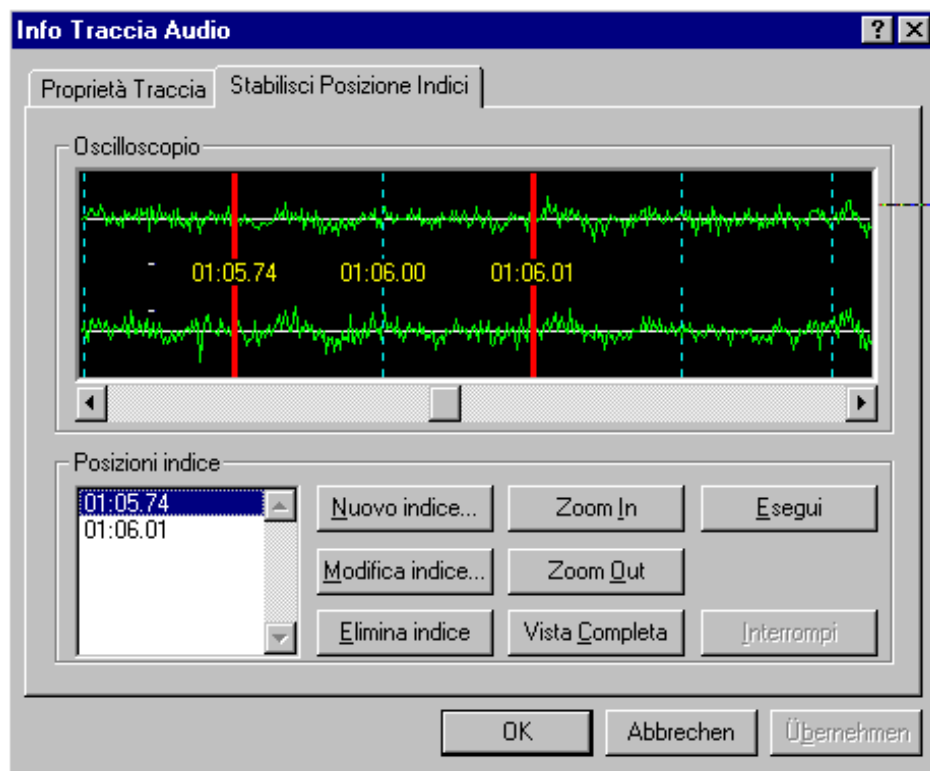 Info Traccia Audio
Proprietà Traccia Stabilisci Posizione Indici
Oscilloscopio
01:05.74 01:06.00 01:06.01
Posizioni indice
01:05.74
01:06.01
Nuovo indice... Zoom In Esegui
Modifica indice... Zoom Out
Elimina indice Vista Completa Interrompi
OK Abbrechen Übernehmen